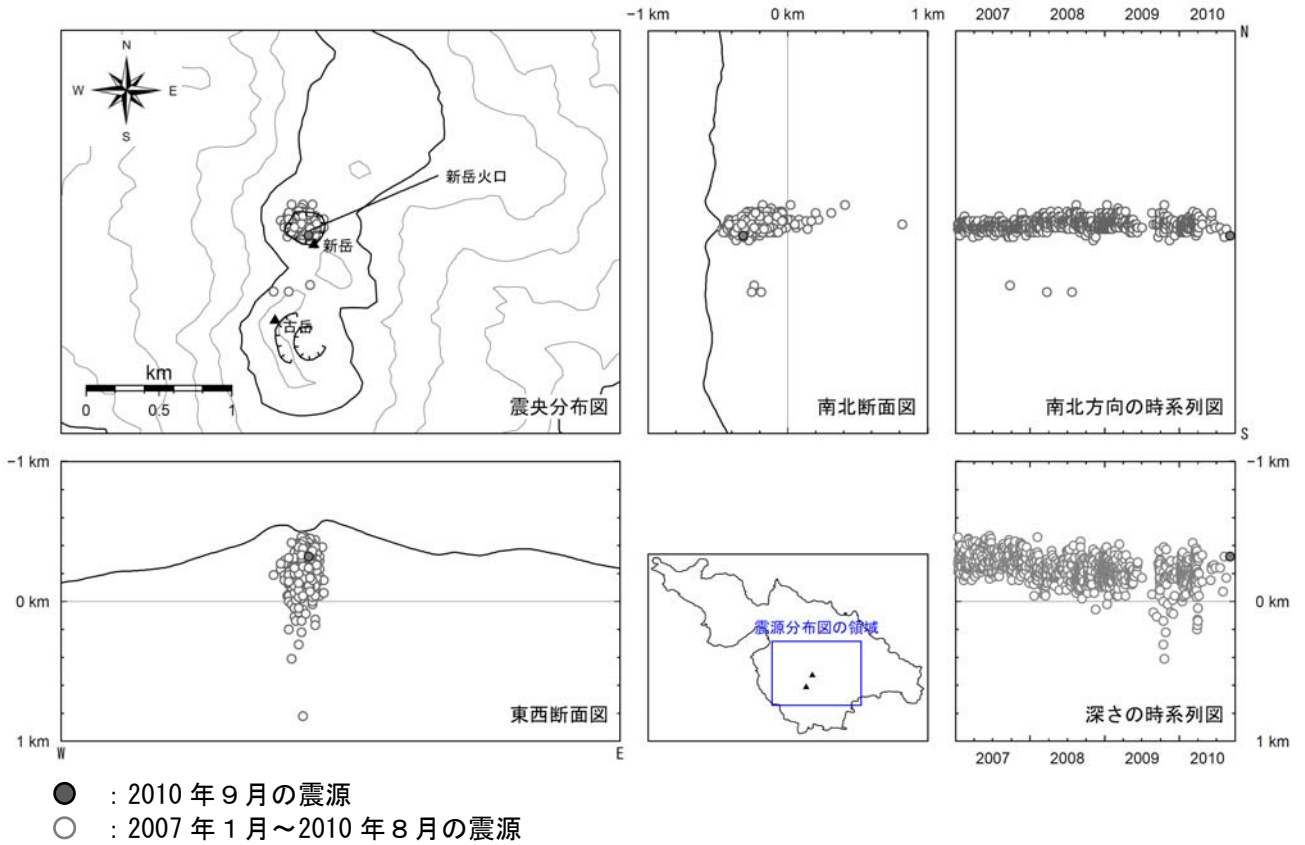 -1 km 0 km 1 km
2007 2008 2009 2010
N
W E
S
新岳火口
新岳
古岳
km
0 0.5 1
震央分布図
南北断面図
南北方向の時系列図
N
S
-1 km
0 km
1 km
東西断面図
W E
震源分布図の領域
-1 km
0 km
1 km
深さの時系列図
2007 2008 2009 2010
: 2010 年 9 月の震源
: 2007 年 1 月～2010 年 8 月の震源